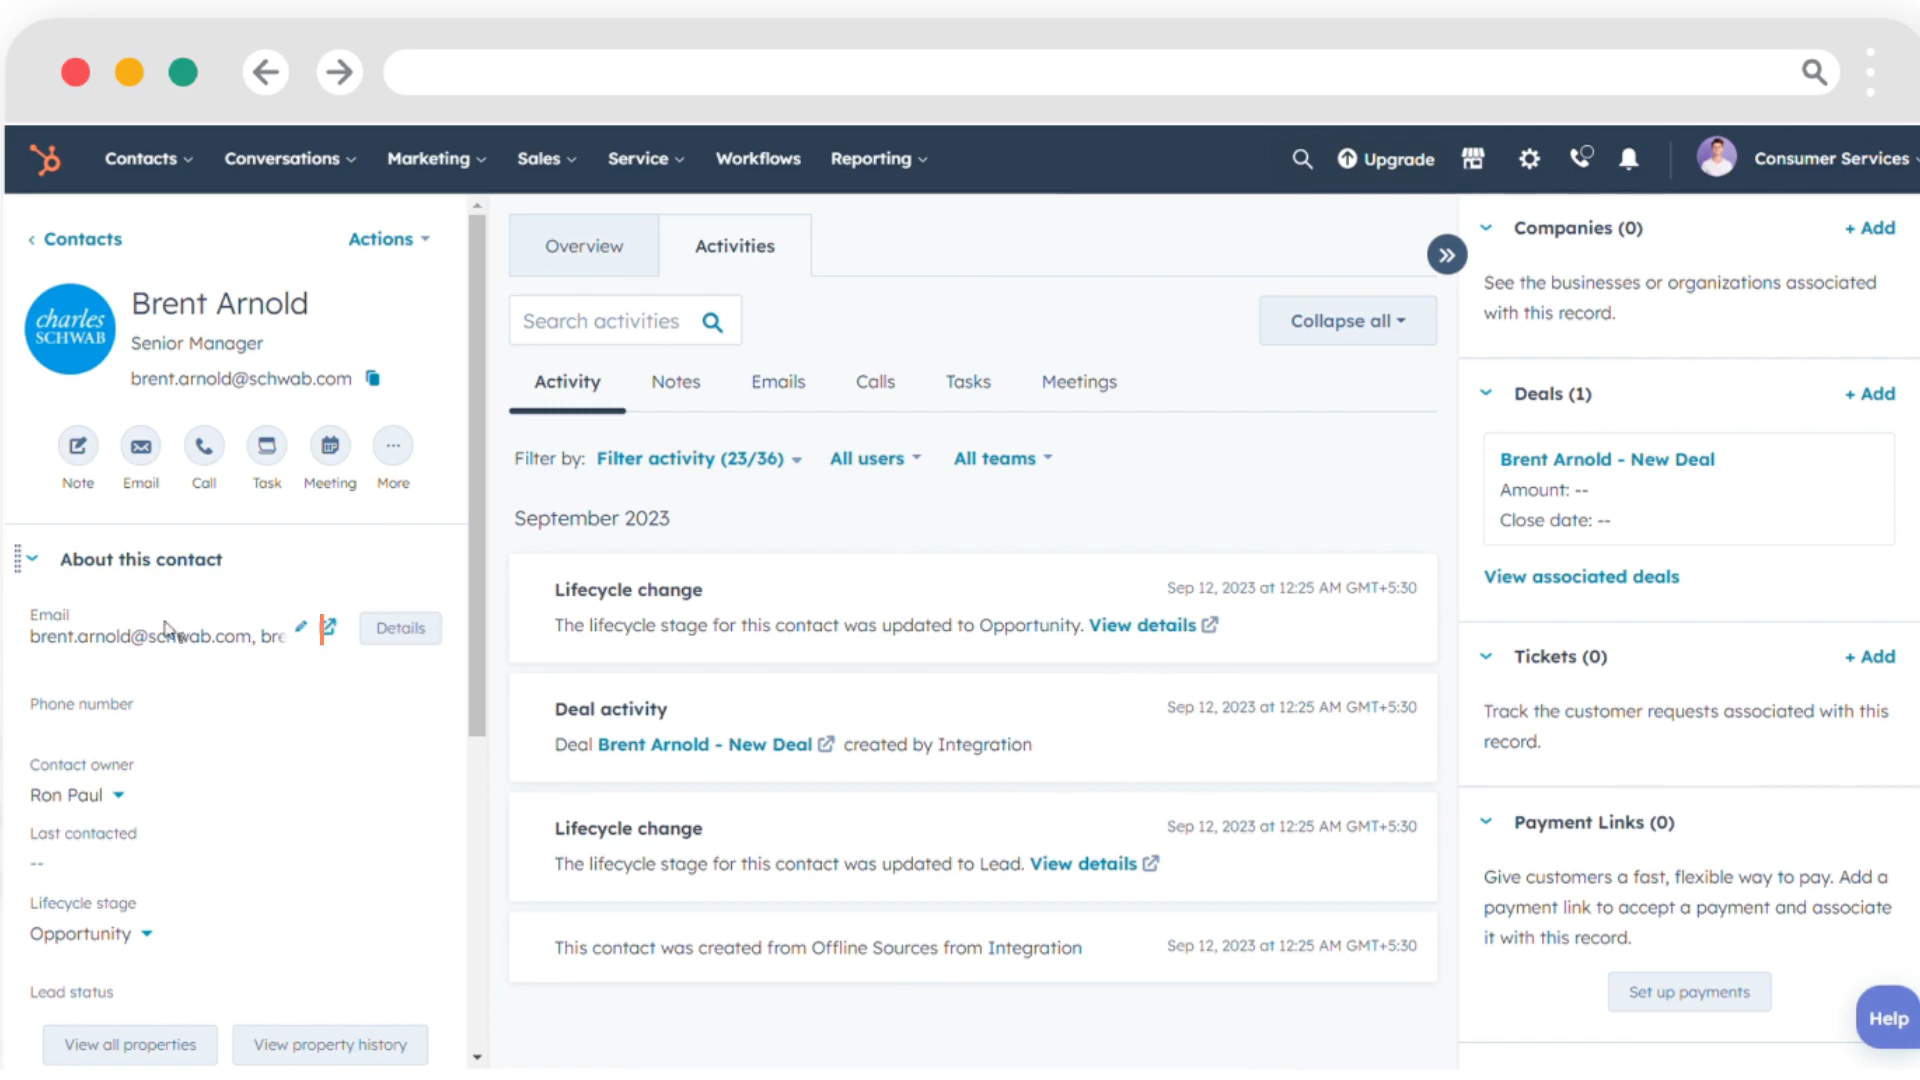 Contacts
Conversations
Marketing
Sales
Service
Workflows
Reporting
Upgrade
Consumer Services
Contacts
Actions
charles
SCHWAB
Brent Arnold
Senior Manager
brent.arnold@schwab.com
Note
Email
Call
Task
Meeting
More
About this contact
Email
brent.arnold@schwab.com, bre
Details
Phone number
Contact owner
Ron Paul
Last contacted
--
Lifecycle stage
Opportunity
Lead status
View all properties
View property history
Overview
Activities
Search activities
Collapse all
Activity
Notes
Emails
Calls
Tasks
Meetings
Filter by: Filter activity (23/36) All users All teams
September 2023
Lifecycle change
Sep 12, 2023 at 12:25 AM GMT+5:30
The lifecycle stage for this contact was updated to Opportunity. View details
Deal activity
Sep 12, 2023 at 12:25 AM GMT+5:30
Deal Brent Arnold - New Deal created by Integration
Lifecycle change
Sep 12, 2023 at 12:25 AM GMT+5:30
The lifecycle stage for this contact was updated to Lead. View details
This contact was created from Offline Sources from Integration
Sep 12, 2023 at 12:25 AM GMT+5:30
Companies (0)
+ Add
See the businesses or organizations associated
with this record.
Deals (1)
+ Add
Brent Arnold - New Deal
Amount: --
Close date: --
View associated deals
Tickets (0)
+ Add
Track the customer requests associated with this
record.
Payment Links (0)
Give customers a fast, flexible way to pay. Add a
payment link to accept a payment and associate
it with this record.
Set up payments
Help